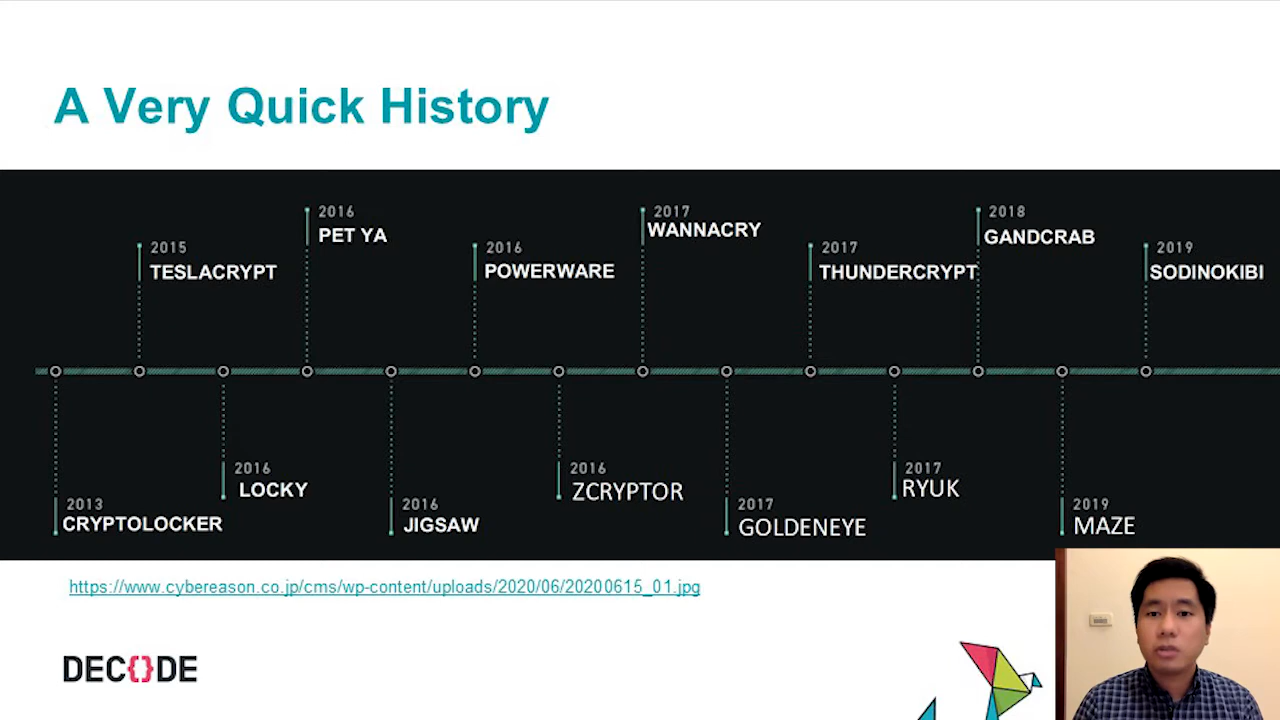 A Very Quick History
2013
CRYPTOLOCKER
2015
TESLACRYPT
2016
LOCKY
2016
PET YA
2016
JIGSAW
2016
POWERWARE
2016
ZCRYPTOR
2017
WANNACRY
2017
GOLDENEYE
2017
THUNDERCRYPT
2017
RYUK
2018
GANDCRAB
2019
MAZE
2019
SODINOKIBI
https://www.cybereason.co.jp/cms/wp-content/uploads/2020/06/20200615_01.jpg
DEC{}DE